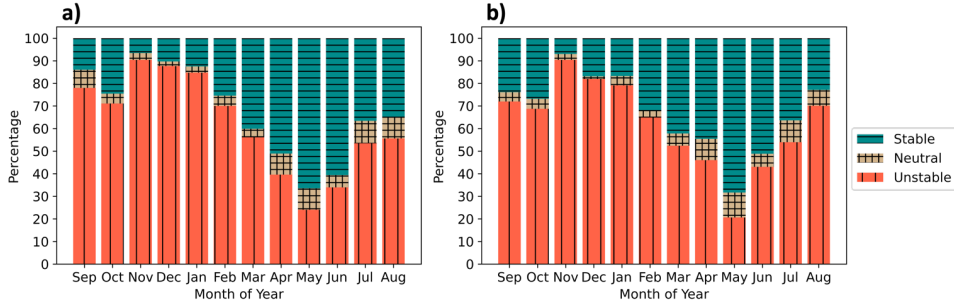 a)
100
90
80
70
60
50
40
30
20
10
0
Percentage
Sep Oct Nov Dec Jan Feb Mar Apr May Jun Jul Aug
Month of Year
b)
100
90
80
70
60
50
40
30
20
10
0
Percentage
Sep Oct Nov Dec Jan Feb Mar Apr May Jun Jul Aug
Month of Year
Stable
Neutral
Unstable